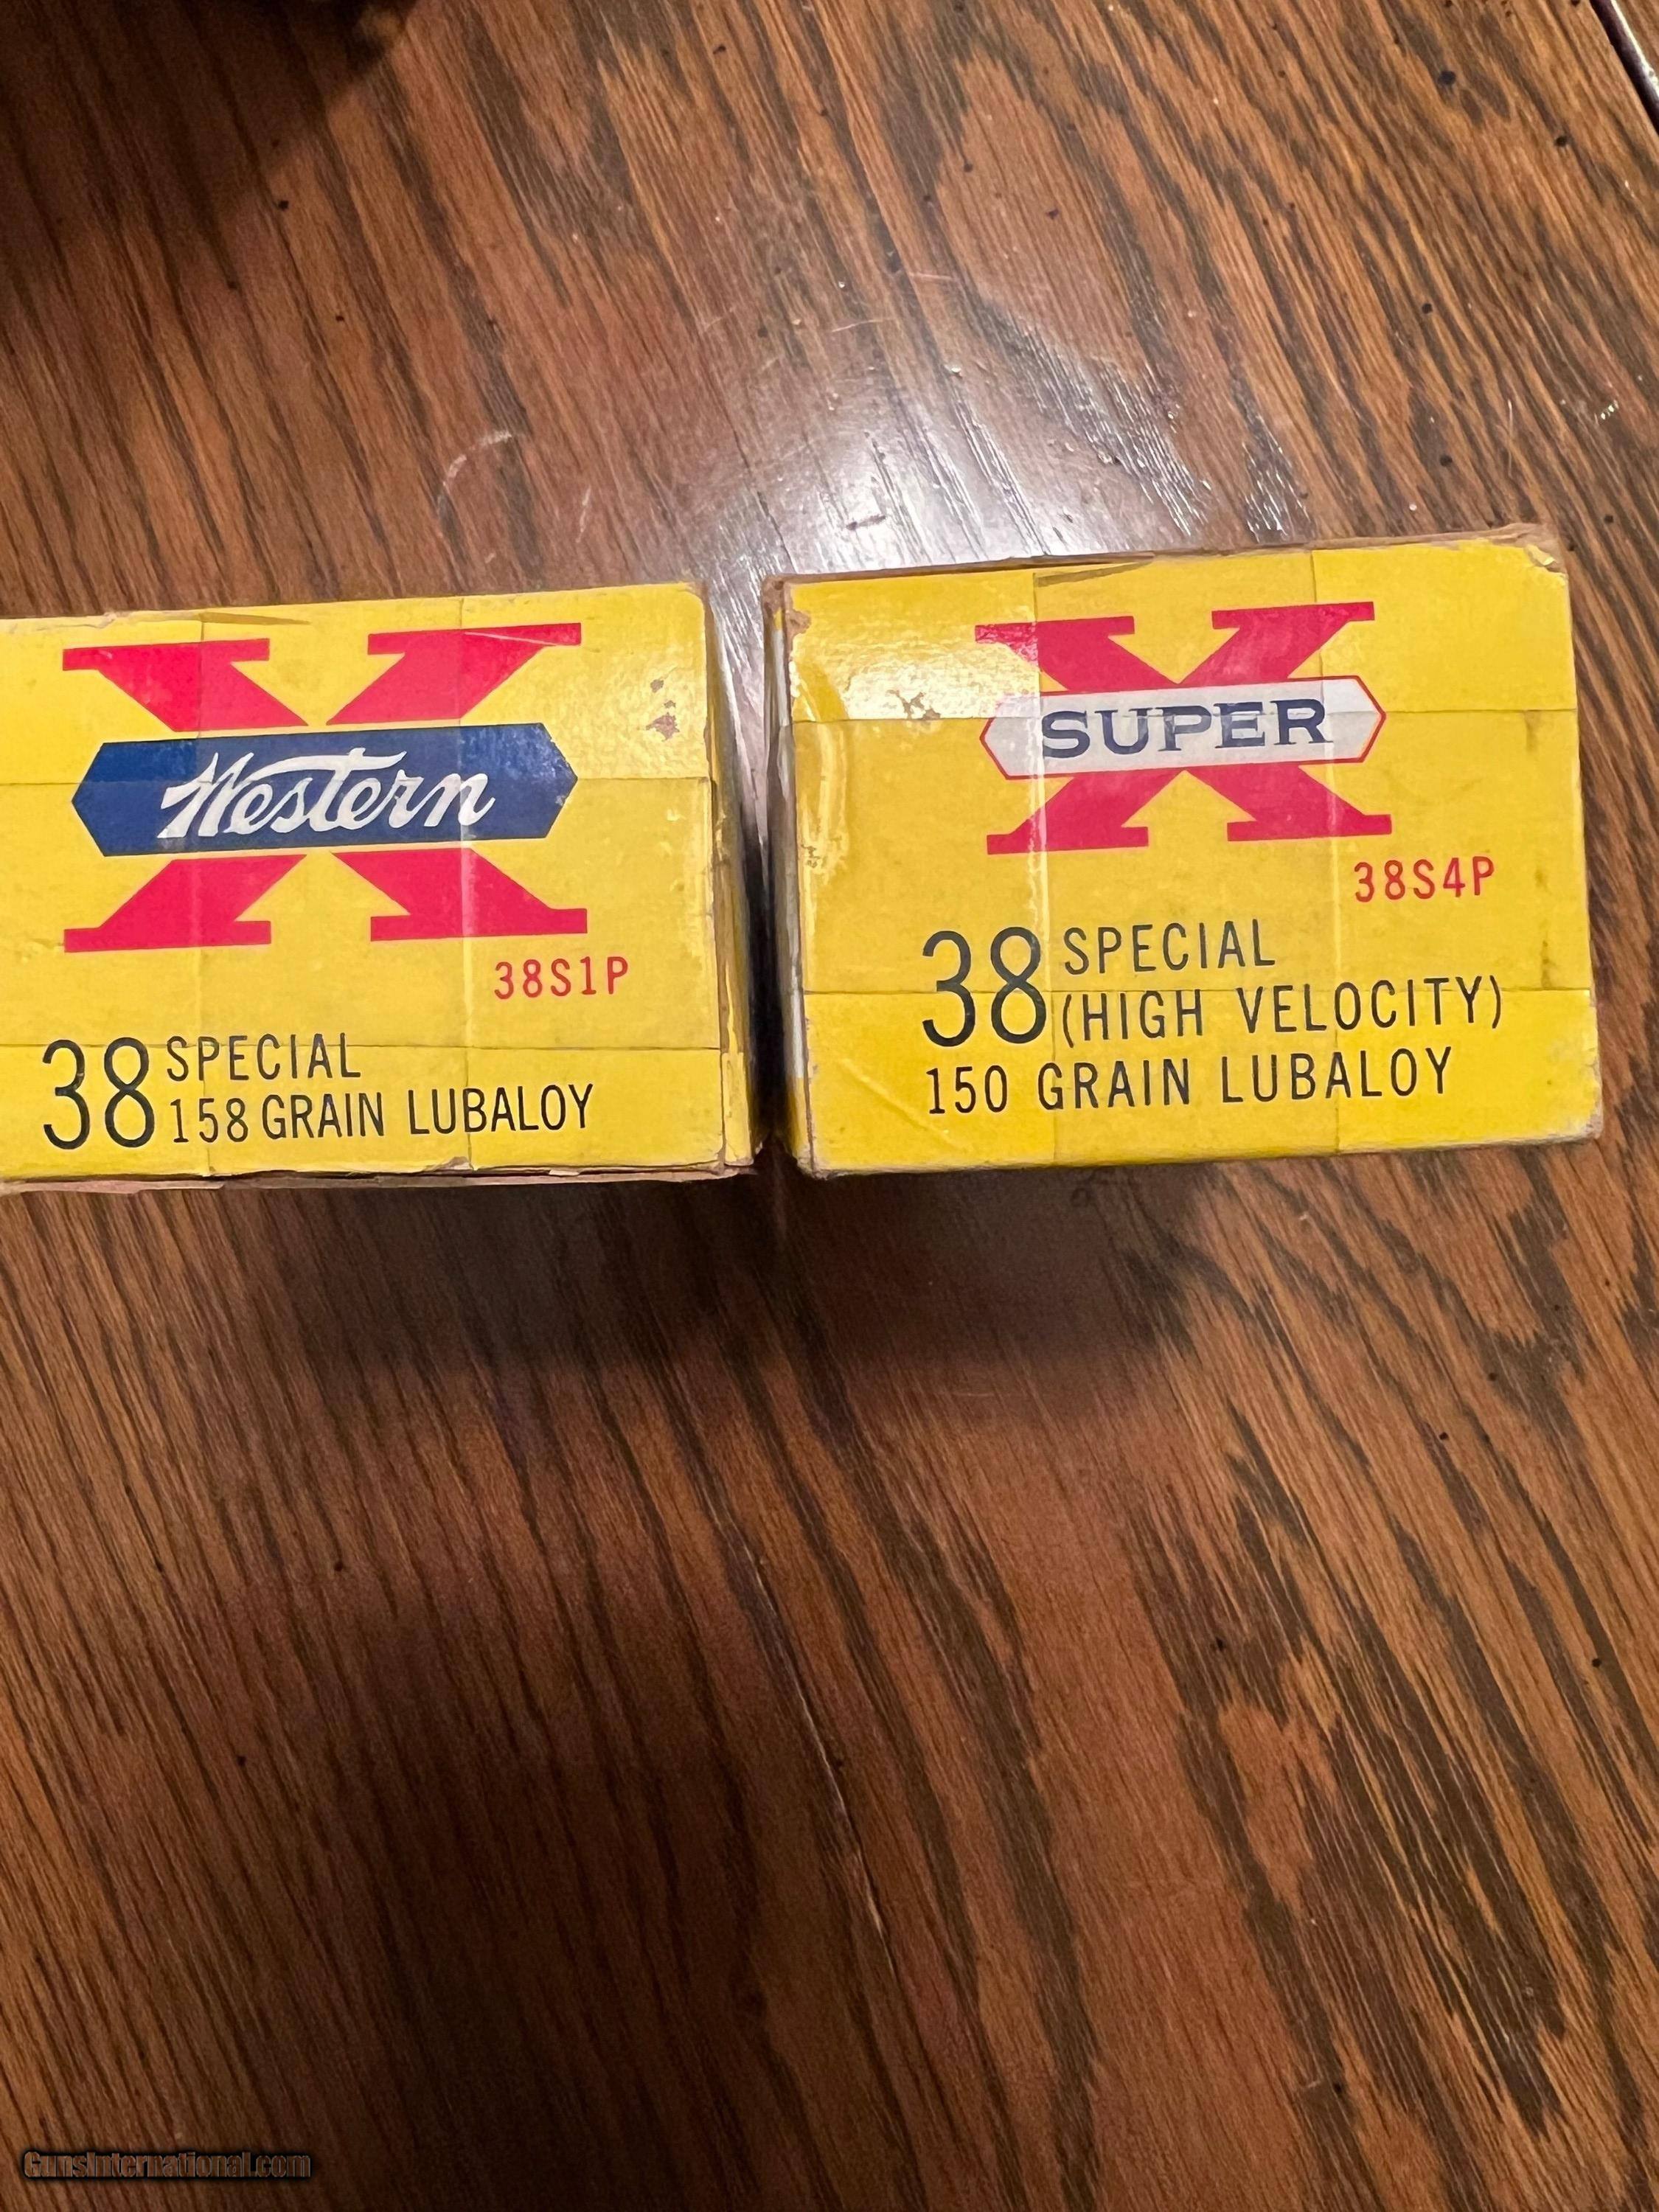 X
Western
38S1P
38 SPECIAL
158 GRAIN LUBALOY
X
SUPER
38S4P
38 SPECIAL
(HIGH VELOCITY)
150 GRAIN LUBALOY
GunsInternational.com